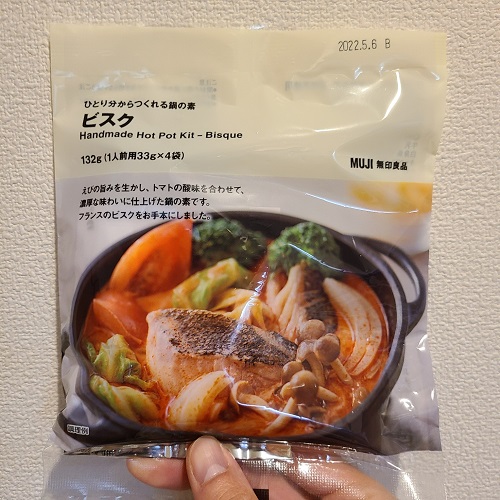 2022.5.6 B
ひとり分からつくれる鍋の素
ビスク
Handmade Hot Pot Kit – Bisque
132g (1人前用33g×4袋)
MUJI 無印良品
えびの旨みを生かし、トマトの酸味を合わせて、
濃厚な味わいに仕上げた鍋の素です。
フランスのビスクをお手本にしました。
調理例